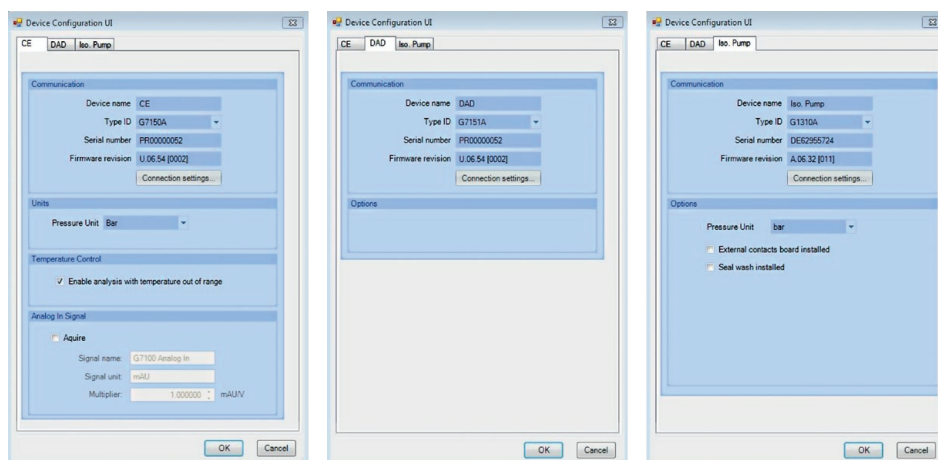 Device Configuration UI
CE DAD Iso. Pump
Communication
Device name CE
Type ID G7150A
Serial number PR00000052
Firmware revision U.06.54 [0002]
Connection settings...
Units
Pressure Unit Bar
Temperature Control
Enable analysis with temperature out of range
Analog In Signal
Aquire
Signal name: G7100 Analog In
Signal unit: mAU
Multiplier: 1.000000 mAU/V
OK Cancel
Device Configuration UI
CE DAD Iso. Pump
Communication
Device name DAD
Type ID G7151A
Serial number PR00000052
Firmware revision U.06.54 [0002]
Connection settings...
Options
OK Cancel
Device Configuration UI
CE DAD Iso. Pump
Communication
Device name Iso. Pump
Type ID G1310A
Serial number DE62955724
Firmware revision A.06.32 [011]
Connection settings...
Options
Pressure Unit bar
External contacts board installed
Seal wash installed
OK Cancel